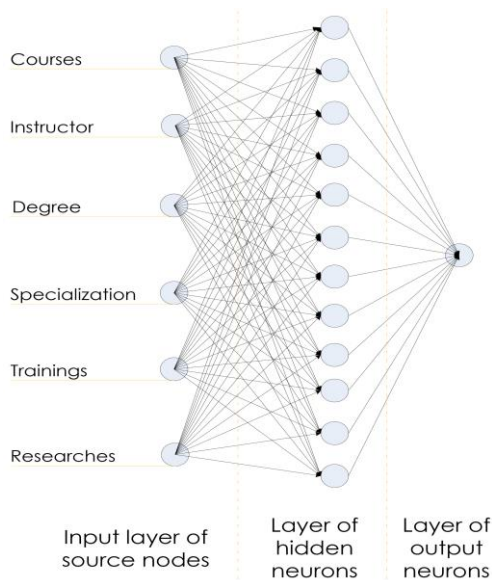 Courses
Instructor
Degree
Specialization
Trainings
Researches
Input layer of
source nodes
Layer of
hidden
neurons
Layer of
output
neurons